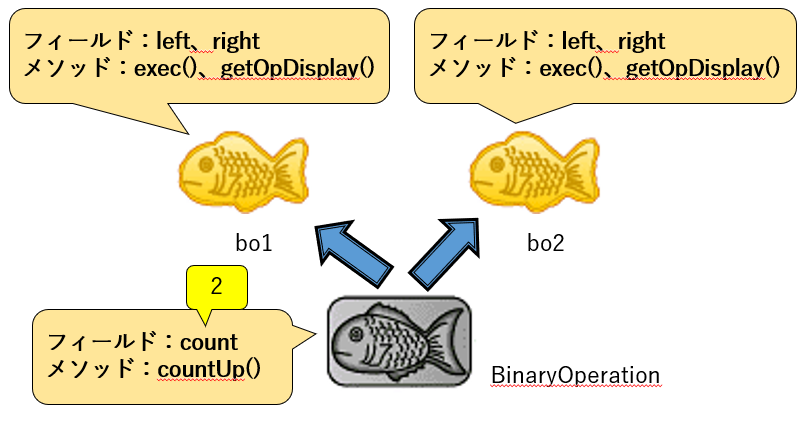 フィールド：left、right
メソッド：exec()、getOpDisplay()
フィールド：left、right
メソッド：exec()、getOpDisplay()
bo1
bo2
2
フィールド：count
メソッド：countUp()
BinaryOperation